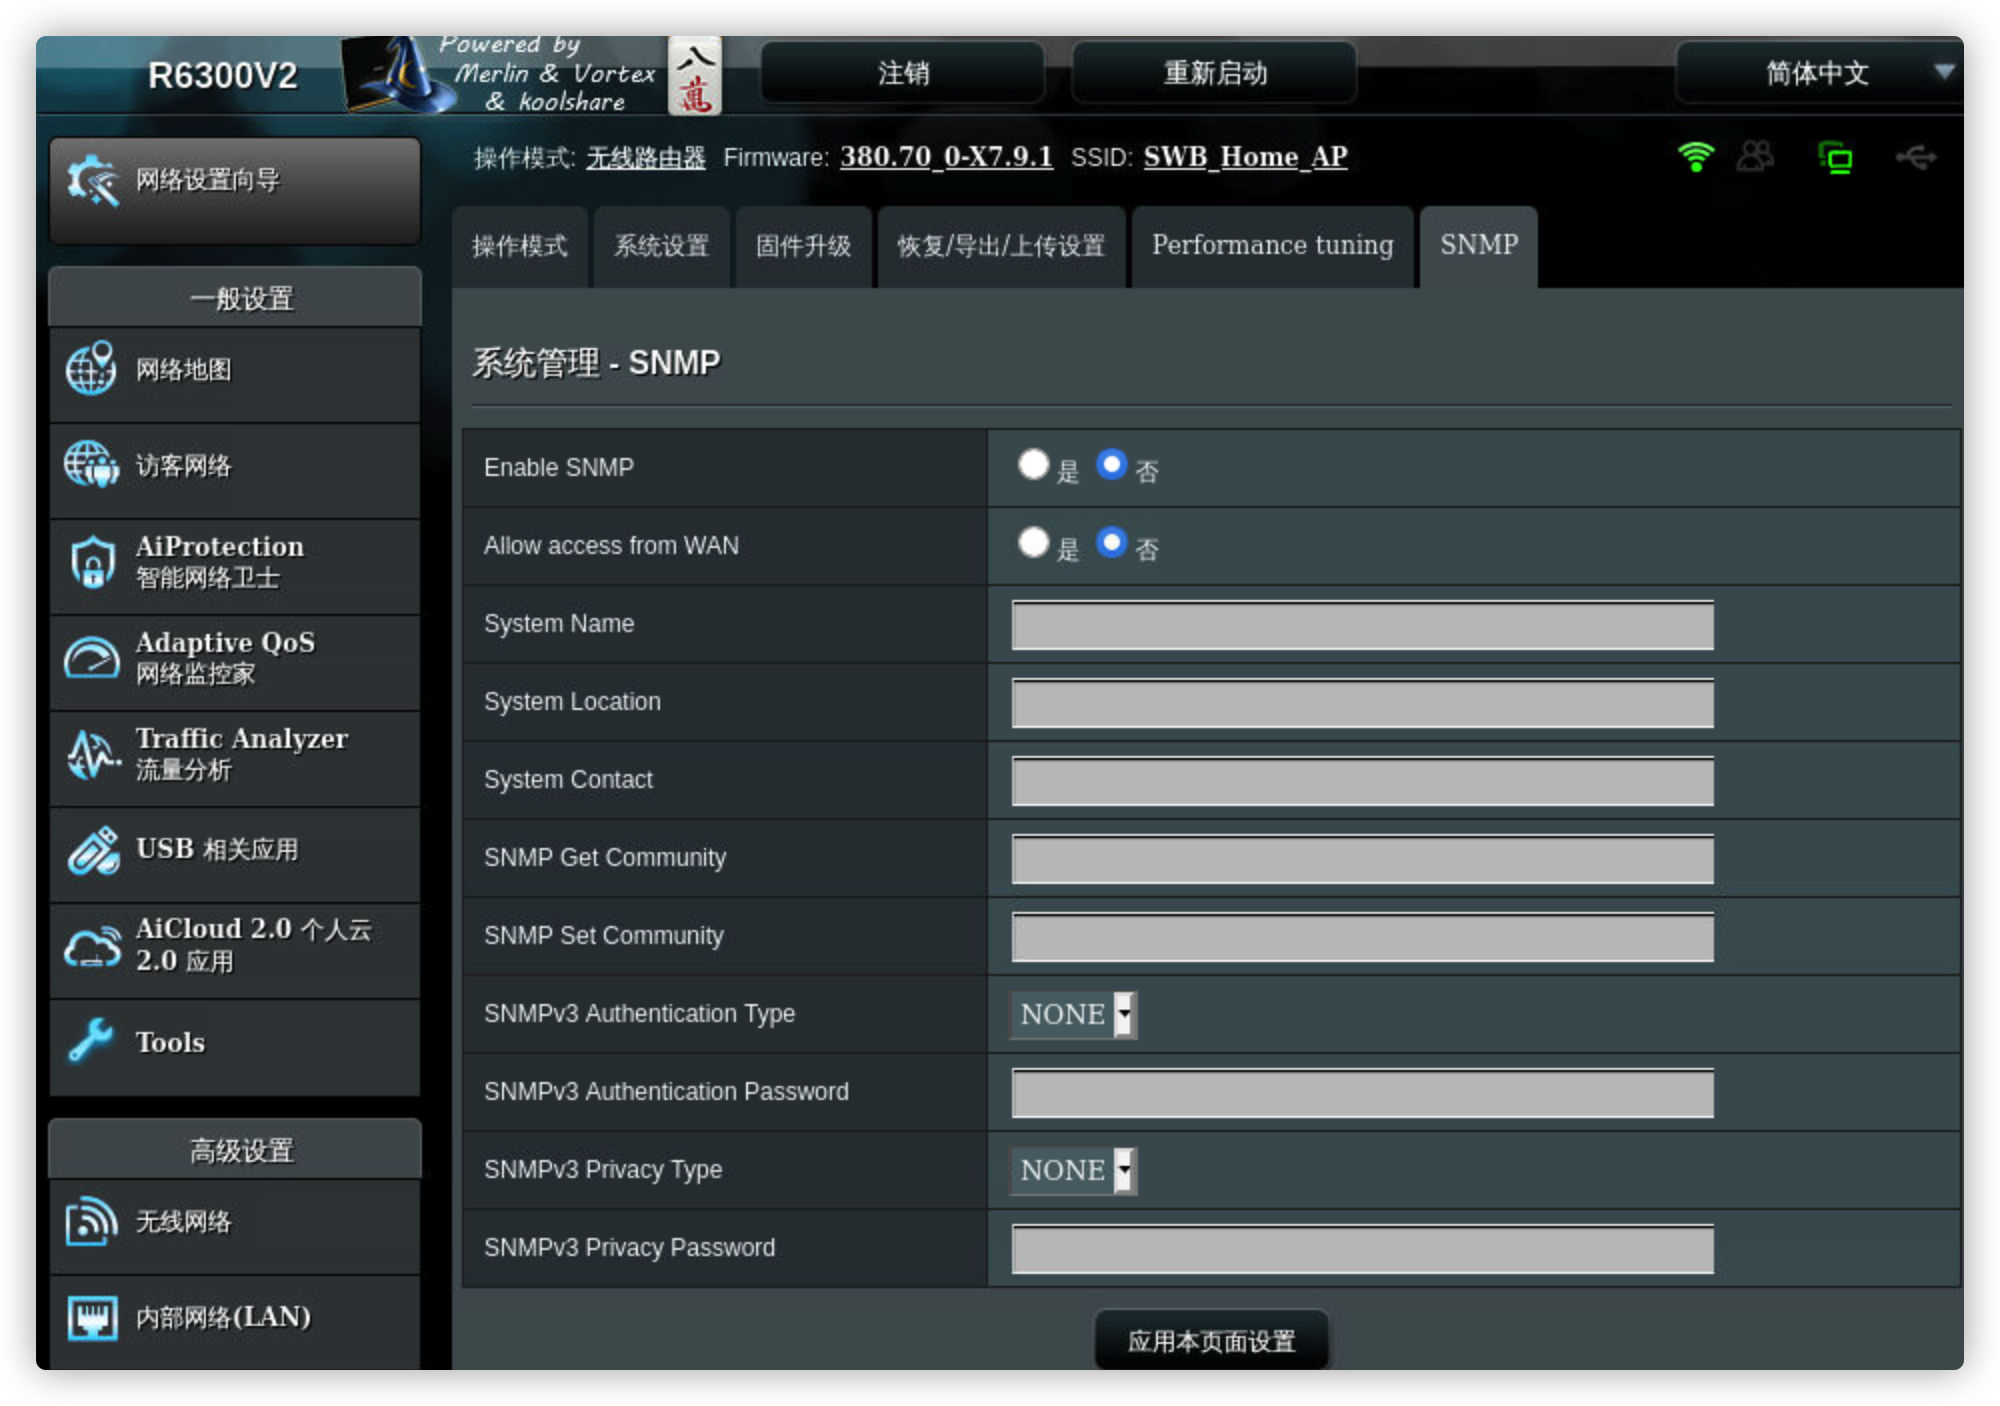 R6300V2
Powered by
Merlin & Vortex
& koolshare
八
萬
注销
重新启动
简体中文
操作模式: 无线路由器 Firmware: 380.70_0-X7.9.1 SSID: SWB_Home_AP
网络设置向导
一般设置
网络地图
访客网络
AiProtection
智能网络卫士
Adaptive QoS
网络监控家
Traffic Analyzer
流量分析
USB 相关应用
AiCloud 2.0 个人云
2.0 应用
Tools
高级设置
无线网络
内部网络(LAN)
操作模式
系统设置
固件升级
恢复/导出/上传设置
Performance tuning
SNMP
系统管理 - SNMP
Enable SNMP 是 否
Allow access from WAN 是 否
System Name
System Location
System Contact
SNMP Get Community
SNMP Set Community
SNMPv3 Authentication Type NONE
SNMPv3 Authentication Password
SNMPv3 Privacy Type NONE
SNMPv3 Privacy Password
应用本页面设置